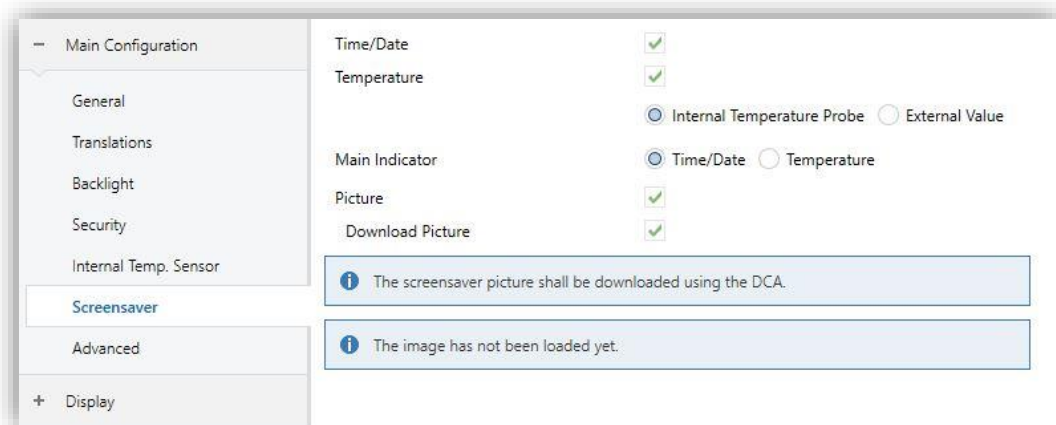 Main Configuration
General
Translations
Backlight
Security
Internal Temp. Sensor
Screensaver
Advanced
Display
Time/Date
Temperature
Internal Temperature Probe External Value
Main Indicator Time/Date Temperature
Picture
Download Picture
The screensaver picture shall be downloaded using the DCA.
The image has not been loaded yet.